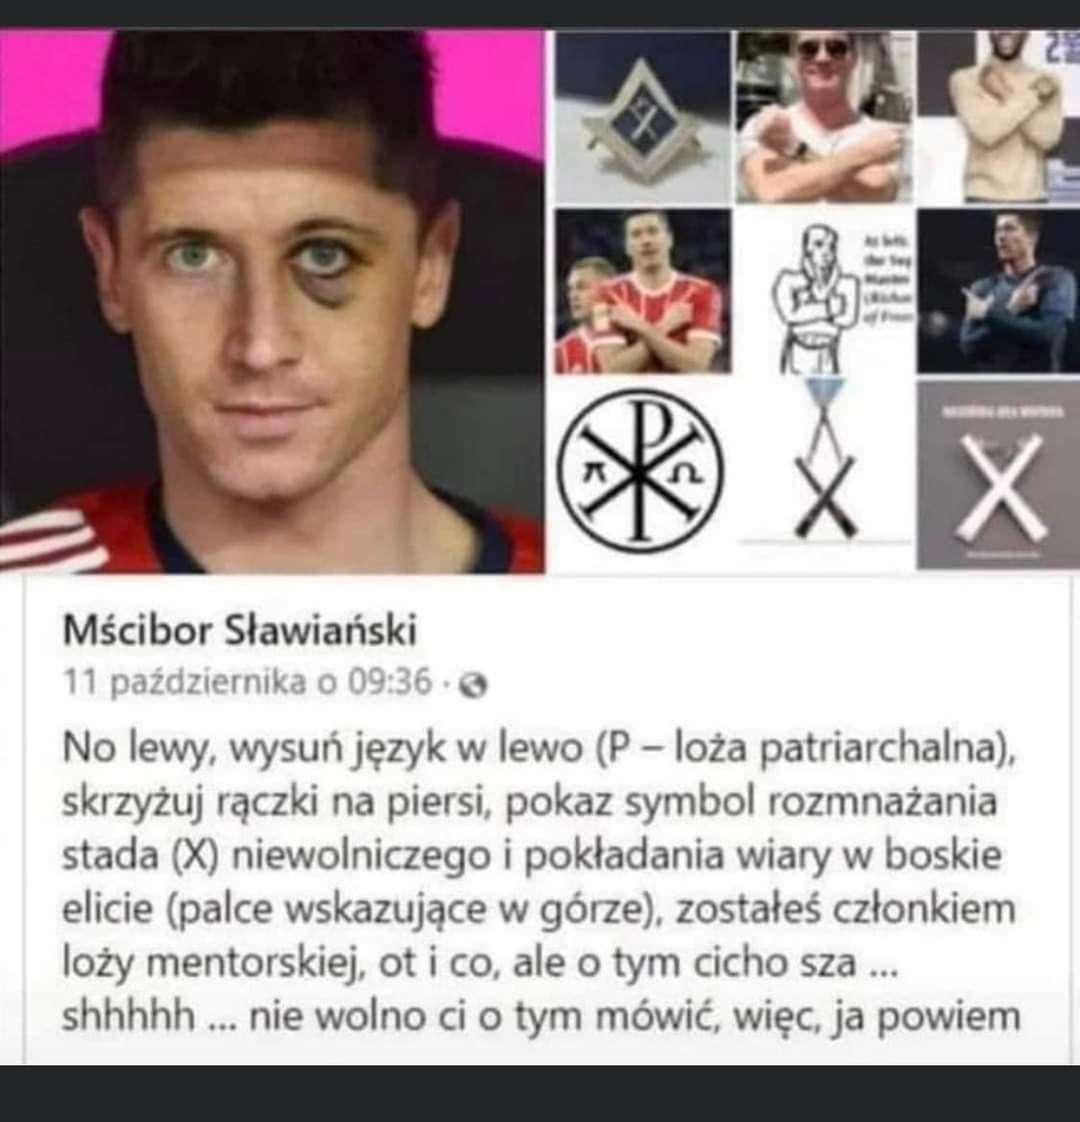 P
π Ω
Mścibor Sławiański
11 października o 09:36 ·
No lewy, wysuń język w lewo (P – loża patriarchalna),
skrzyżuj rączki na piersi, pokaz symbol rozmnażania
stada (X) niewolniczego i pokładania wiary w boskie
elicie (palce wskazujące w górze), zostałeś członkiem
loży mentorskiej, ot i co, ale o tym cicho sza ...
shhhhh ... nie wolno ci o tym mówić, więc, ja powiem